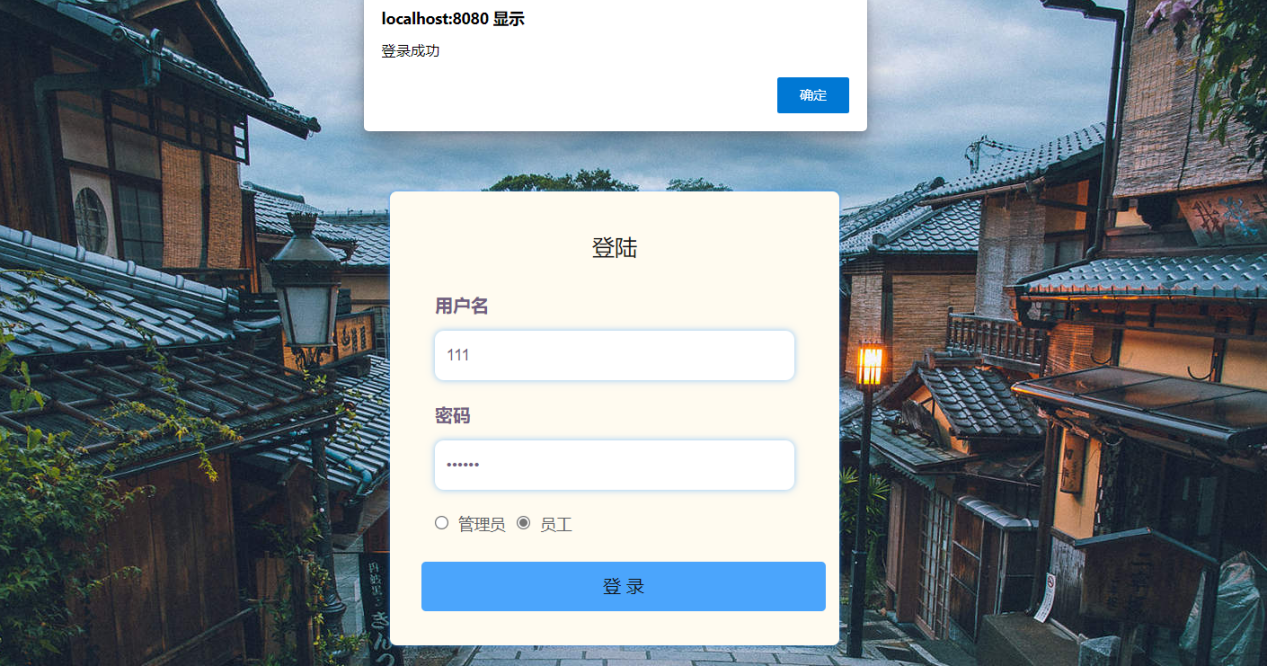 localhost:8080 显示
登录成功
确定
登陆
用户名
111
密码
••••••
管理员 员工
登 录